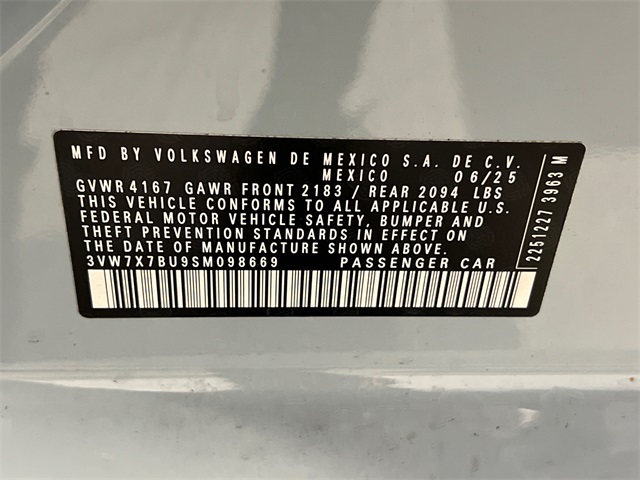 MFD BY VOLKSWAGEN DE MEXICO S.A. DE C.V.
MEXICO 06/25
GVWR 4167 GAWR FRONT 2183 / REAR 2094 LBS
THIS VEHICLE CONFORMS TO ALL APPLICABLE U.S.
FEDERAL MOTOR VEHICLE SAFETY, BUMPER AND
THEFT PREVENTION STANDARDS IN EFFECT ON
THE DATE OF MANUFACTURE SHOWN ABOVE.
3VW7X7BU9SM098669 PASSENGER CAR
2251227 3963 M